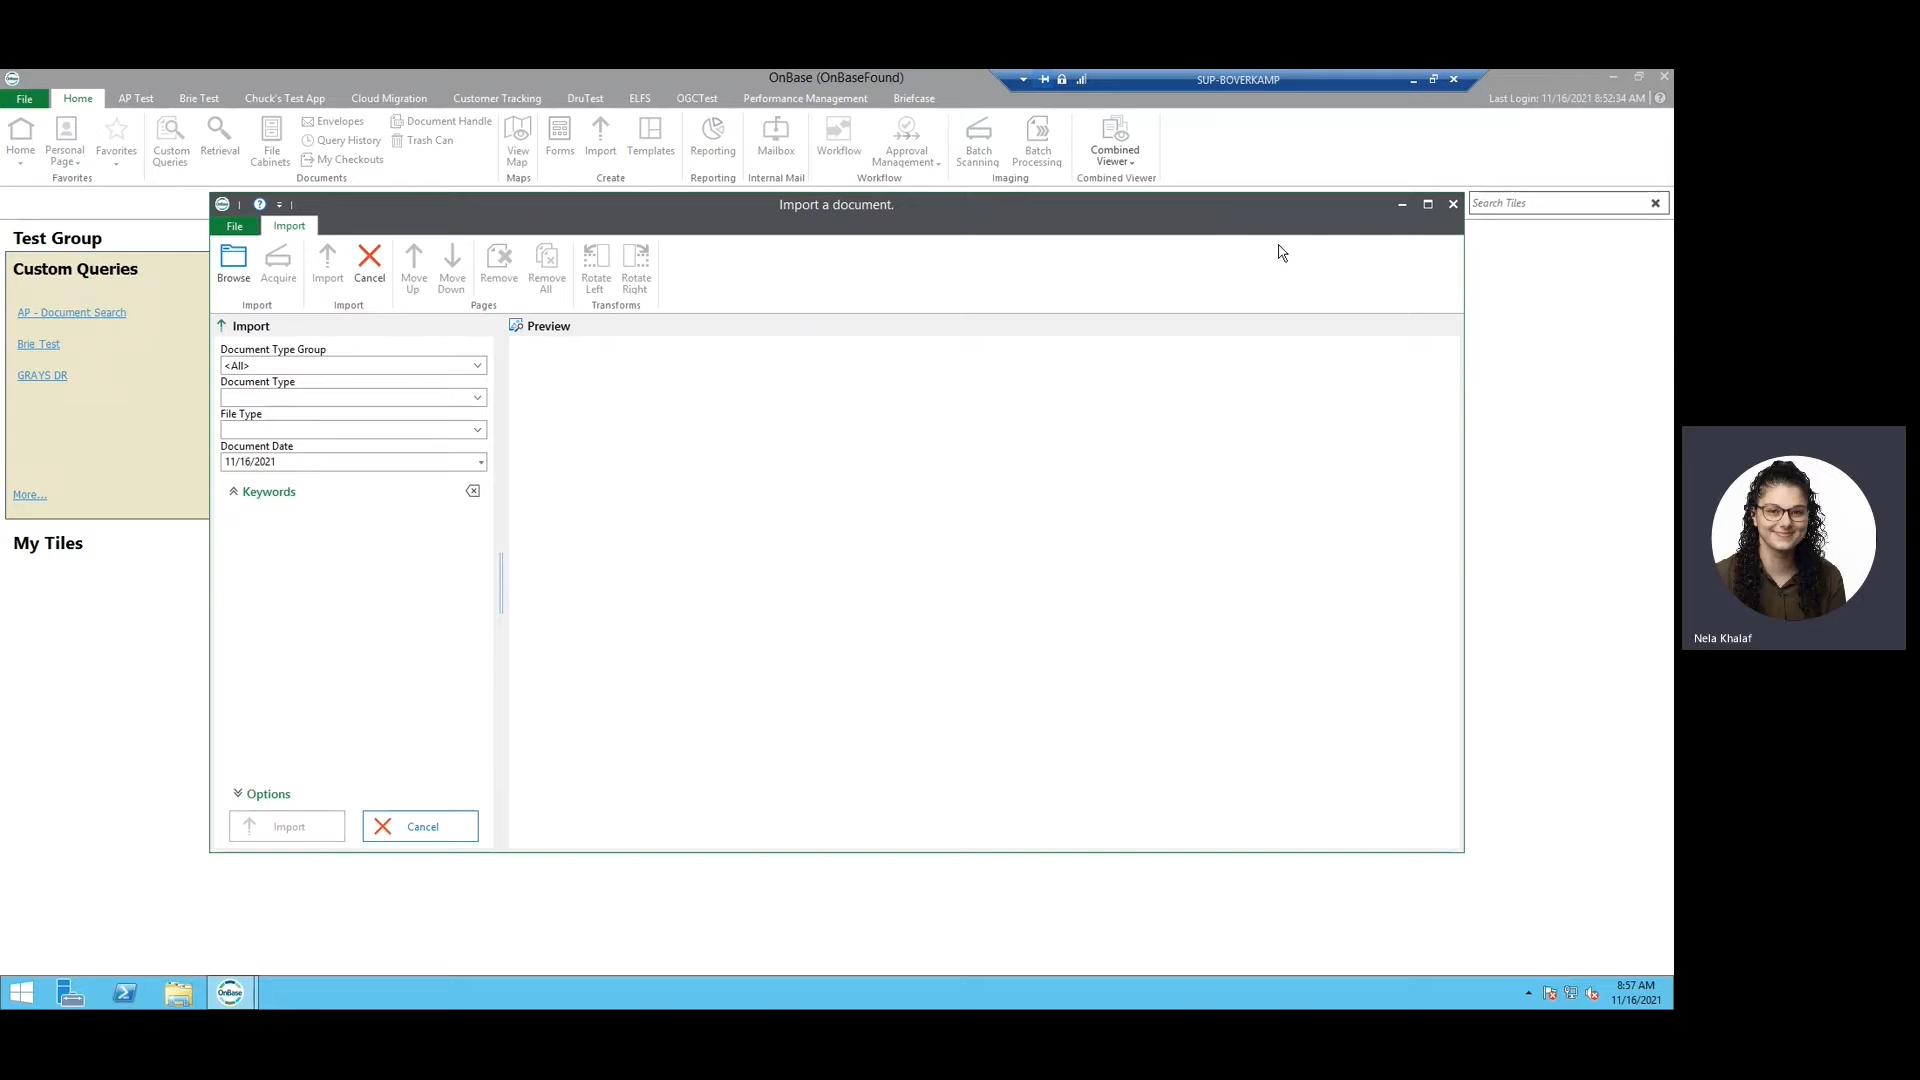 OnBase (OnBaseFound)
SUP-BOVERKAMP
File
Home
AP Test
Brie Test
Chuck's Test App
Cloud Migration
Customer Tracking
DruTest
ELFS
OGCTest
Performance Management
Briefcase
Last Login: 11/16/2021 8:52:34 AM
Home
Personal
Page
Favorites
Favorites
Custom
Queries
Retrieval
File
Cabinets
Envelopes
Query History
My Checkouts
Document Handle
Trash Can
Documents
View
Map
Maps
Forms
Import
Templates
Create
Reporting
Reporting
Mailbox
Internal Mail
Workflow
Approval
Management
Workflow
Batch
Scanning
Batch
Processing
Imaging
Combined
Viewer
Combined Viewer
Search Tiles
Test Group
Custom Queries
AP - Document Search
Brie Test
GRAYS DR
More...
My Tiles
Import a document.
File
Import
Browse
Acquire
Import
Import
Cancel
Import
Move
Up
Move
Down
Remove
Remove
All
Pages
Rotate
Left
Rotate
Right
Transforms
Import
Preview
Document Type Group
<All>
Document Type
File Type
Document Date
11/16/2021
Keywords
Options
Import
Cancel
Nela Khalaf
OnBase
8:57 AM
11/16/2021